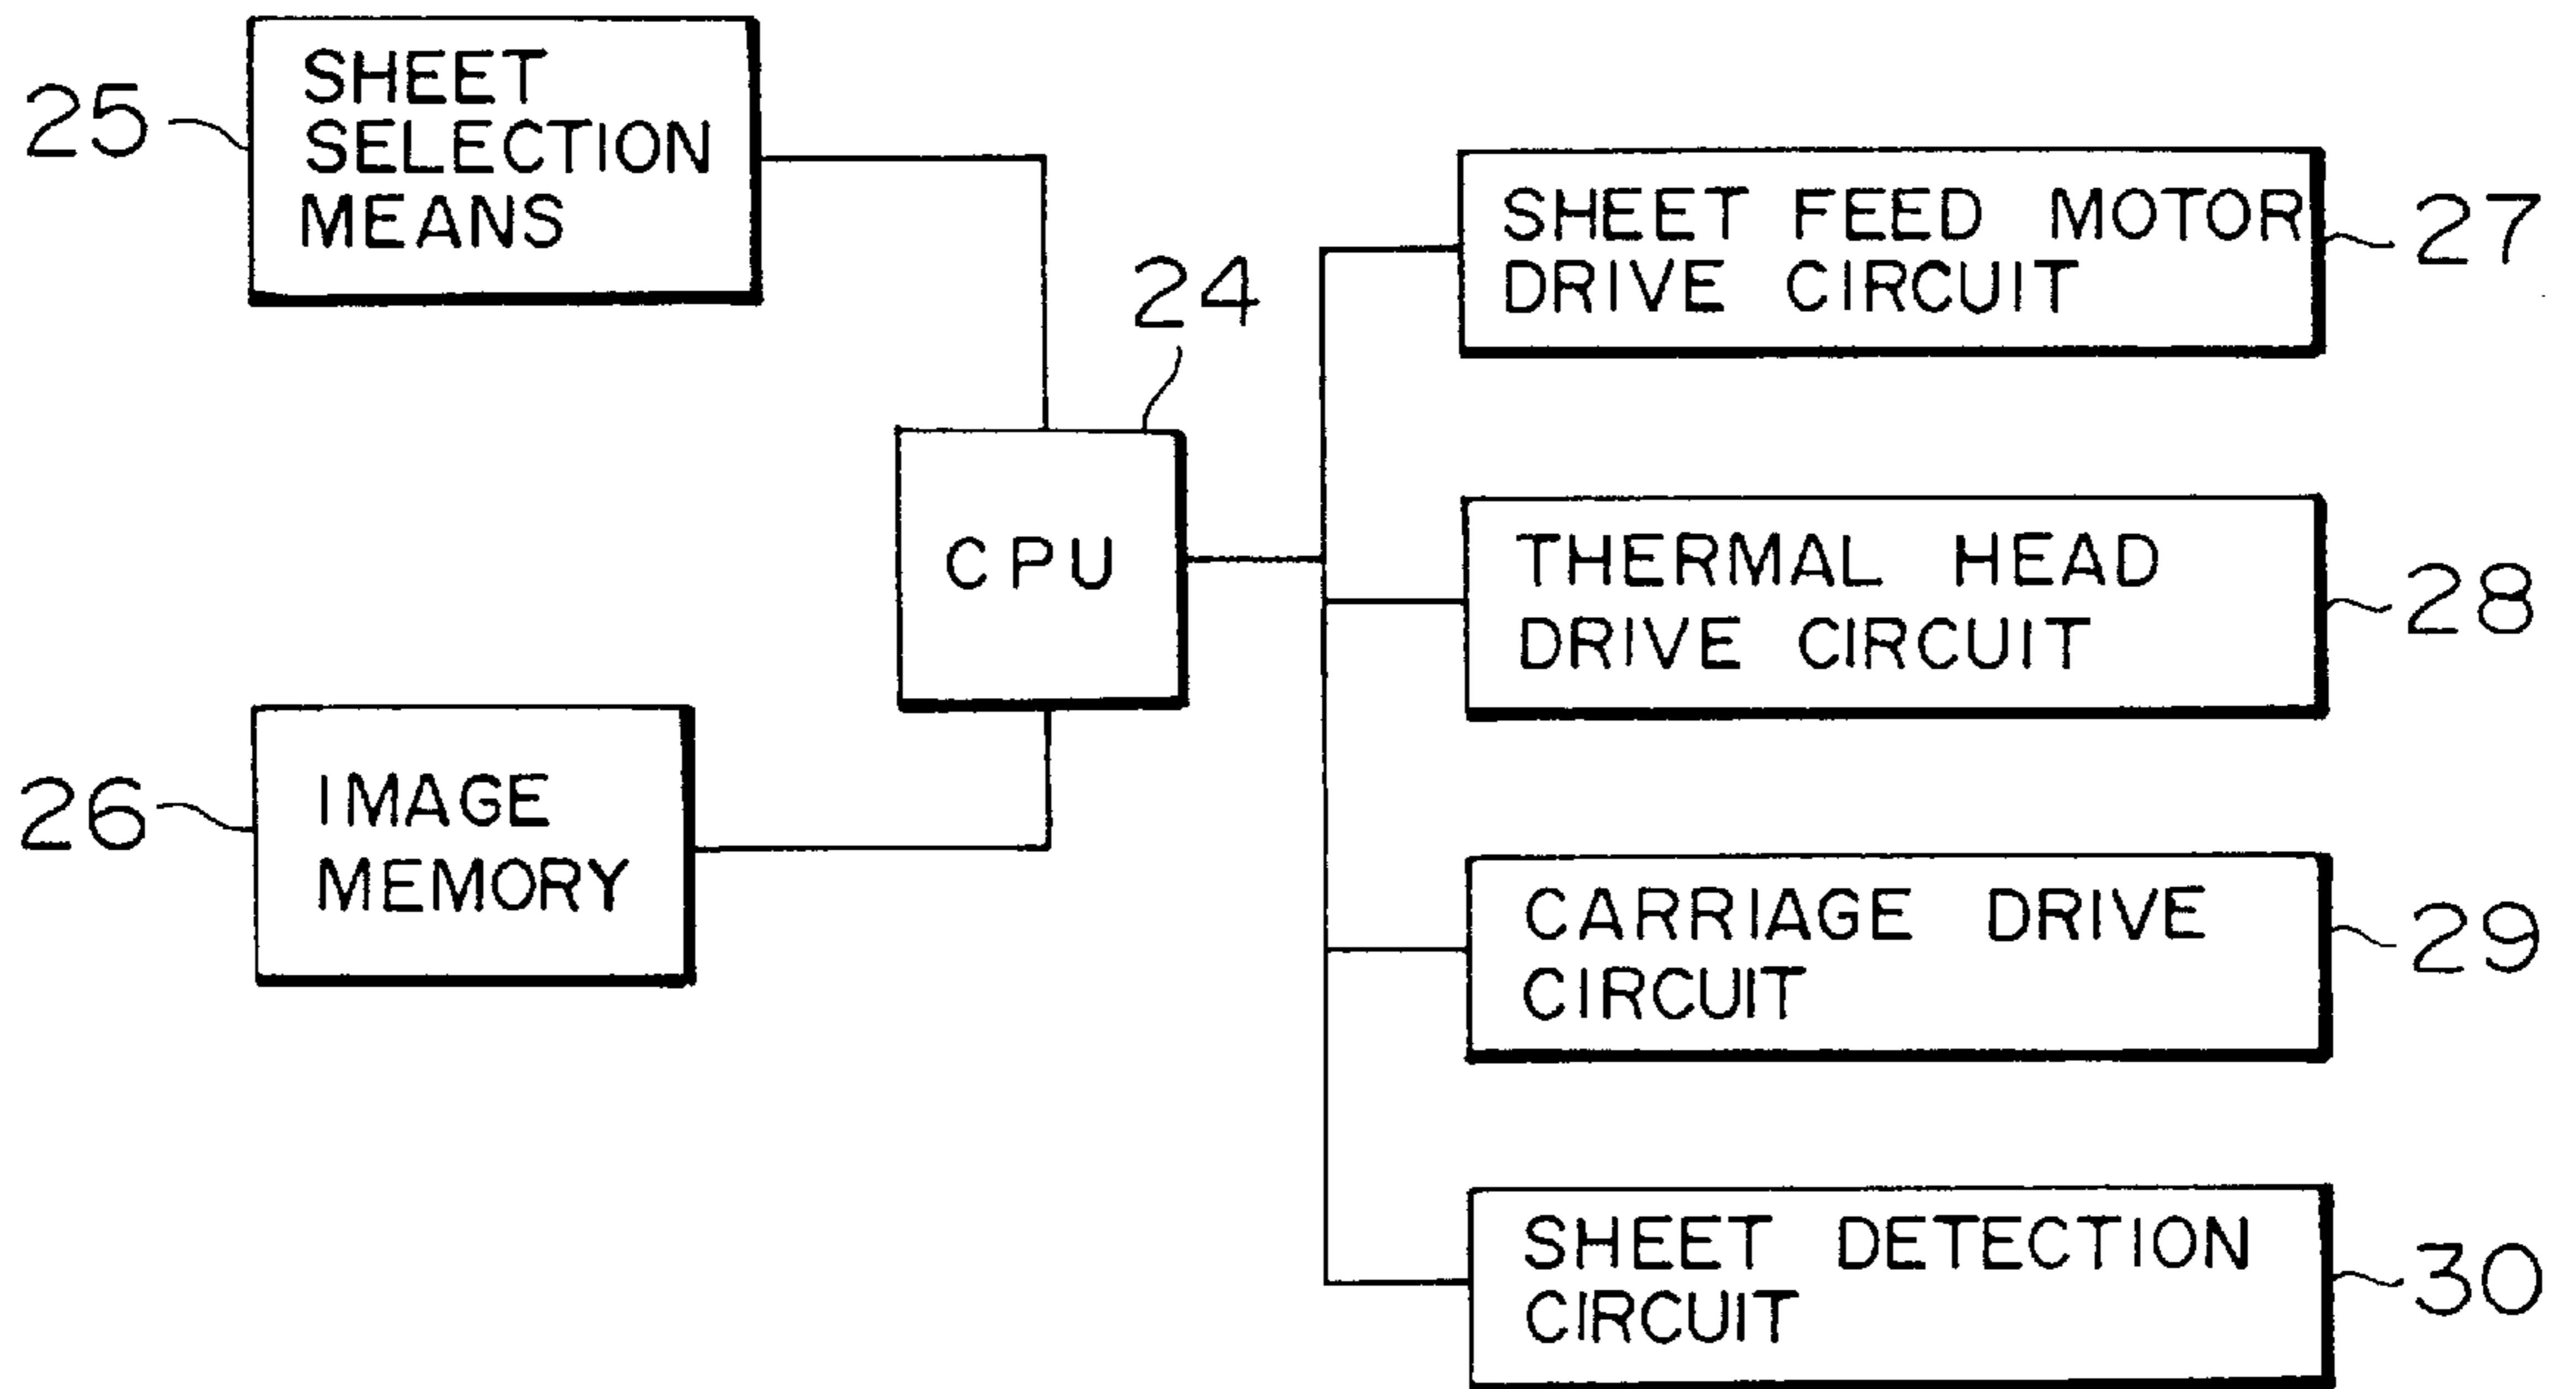 25
SHEET
SELECTION
MEANS
24
CPU
26
IMAGE
MEMORY
SHEET FEED MOTOR
DRIVE CIRCUIT
27
THERMAL HEAD
DRIVE CIRCUIT
28
CARRIAGE DRIVE
CIRCUIT
29
SHEET DETECTION
CIRCUIT
30